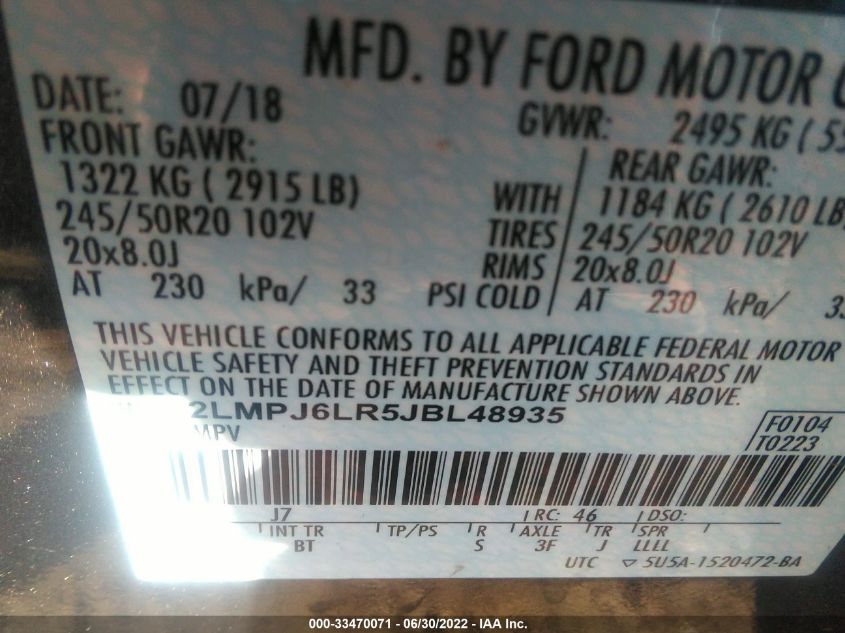 MFD. BY FORD MOTOR
DATE: 07/18
GVWR: 2495 KG (
FRONT GAWR:
REAR GAWR:
1322 KG ( 2915 LB)
WITH
1184 KG ( 2610 LB
245/50R20 102V
TIRES
245/50R20 102V
20x8.0J
RIMS
20x8.0J
AT 230 kPa/ 33 PSI COLD
AT 230 kPa/
THIS VEHICLE CONFORMS TO ALL APPLICABLE FEDERAL MOTOR
VEHICLE SAFETY AND THEFT PREVENTION STANDARDS IN
EFFECT ON THE DATE OF MANUFACTURE SHOWN ABOVE.
2LMPJ6LR5JBL48935
MPV
F0104
T0223
J7 RC: 46 DSO:
INT TR TP/PS R AXLE TR SPR
BT S 3F J LLLL
UTC ▽ 5U5A-1520472-BA
000-33470071 - 06/30/2022 - IAA Inc.